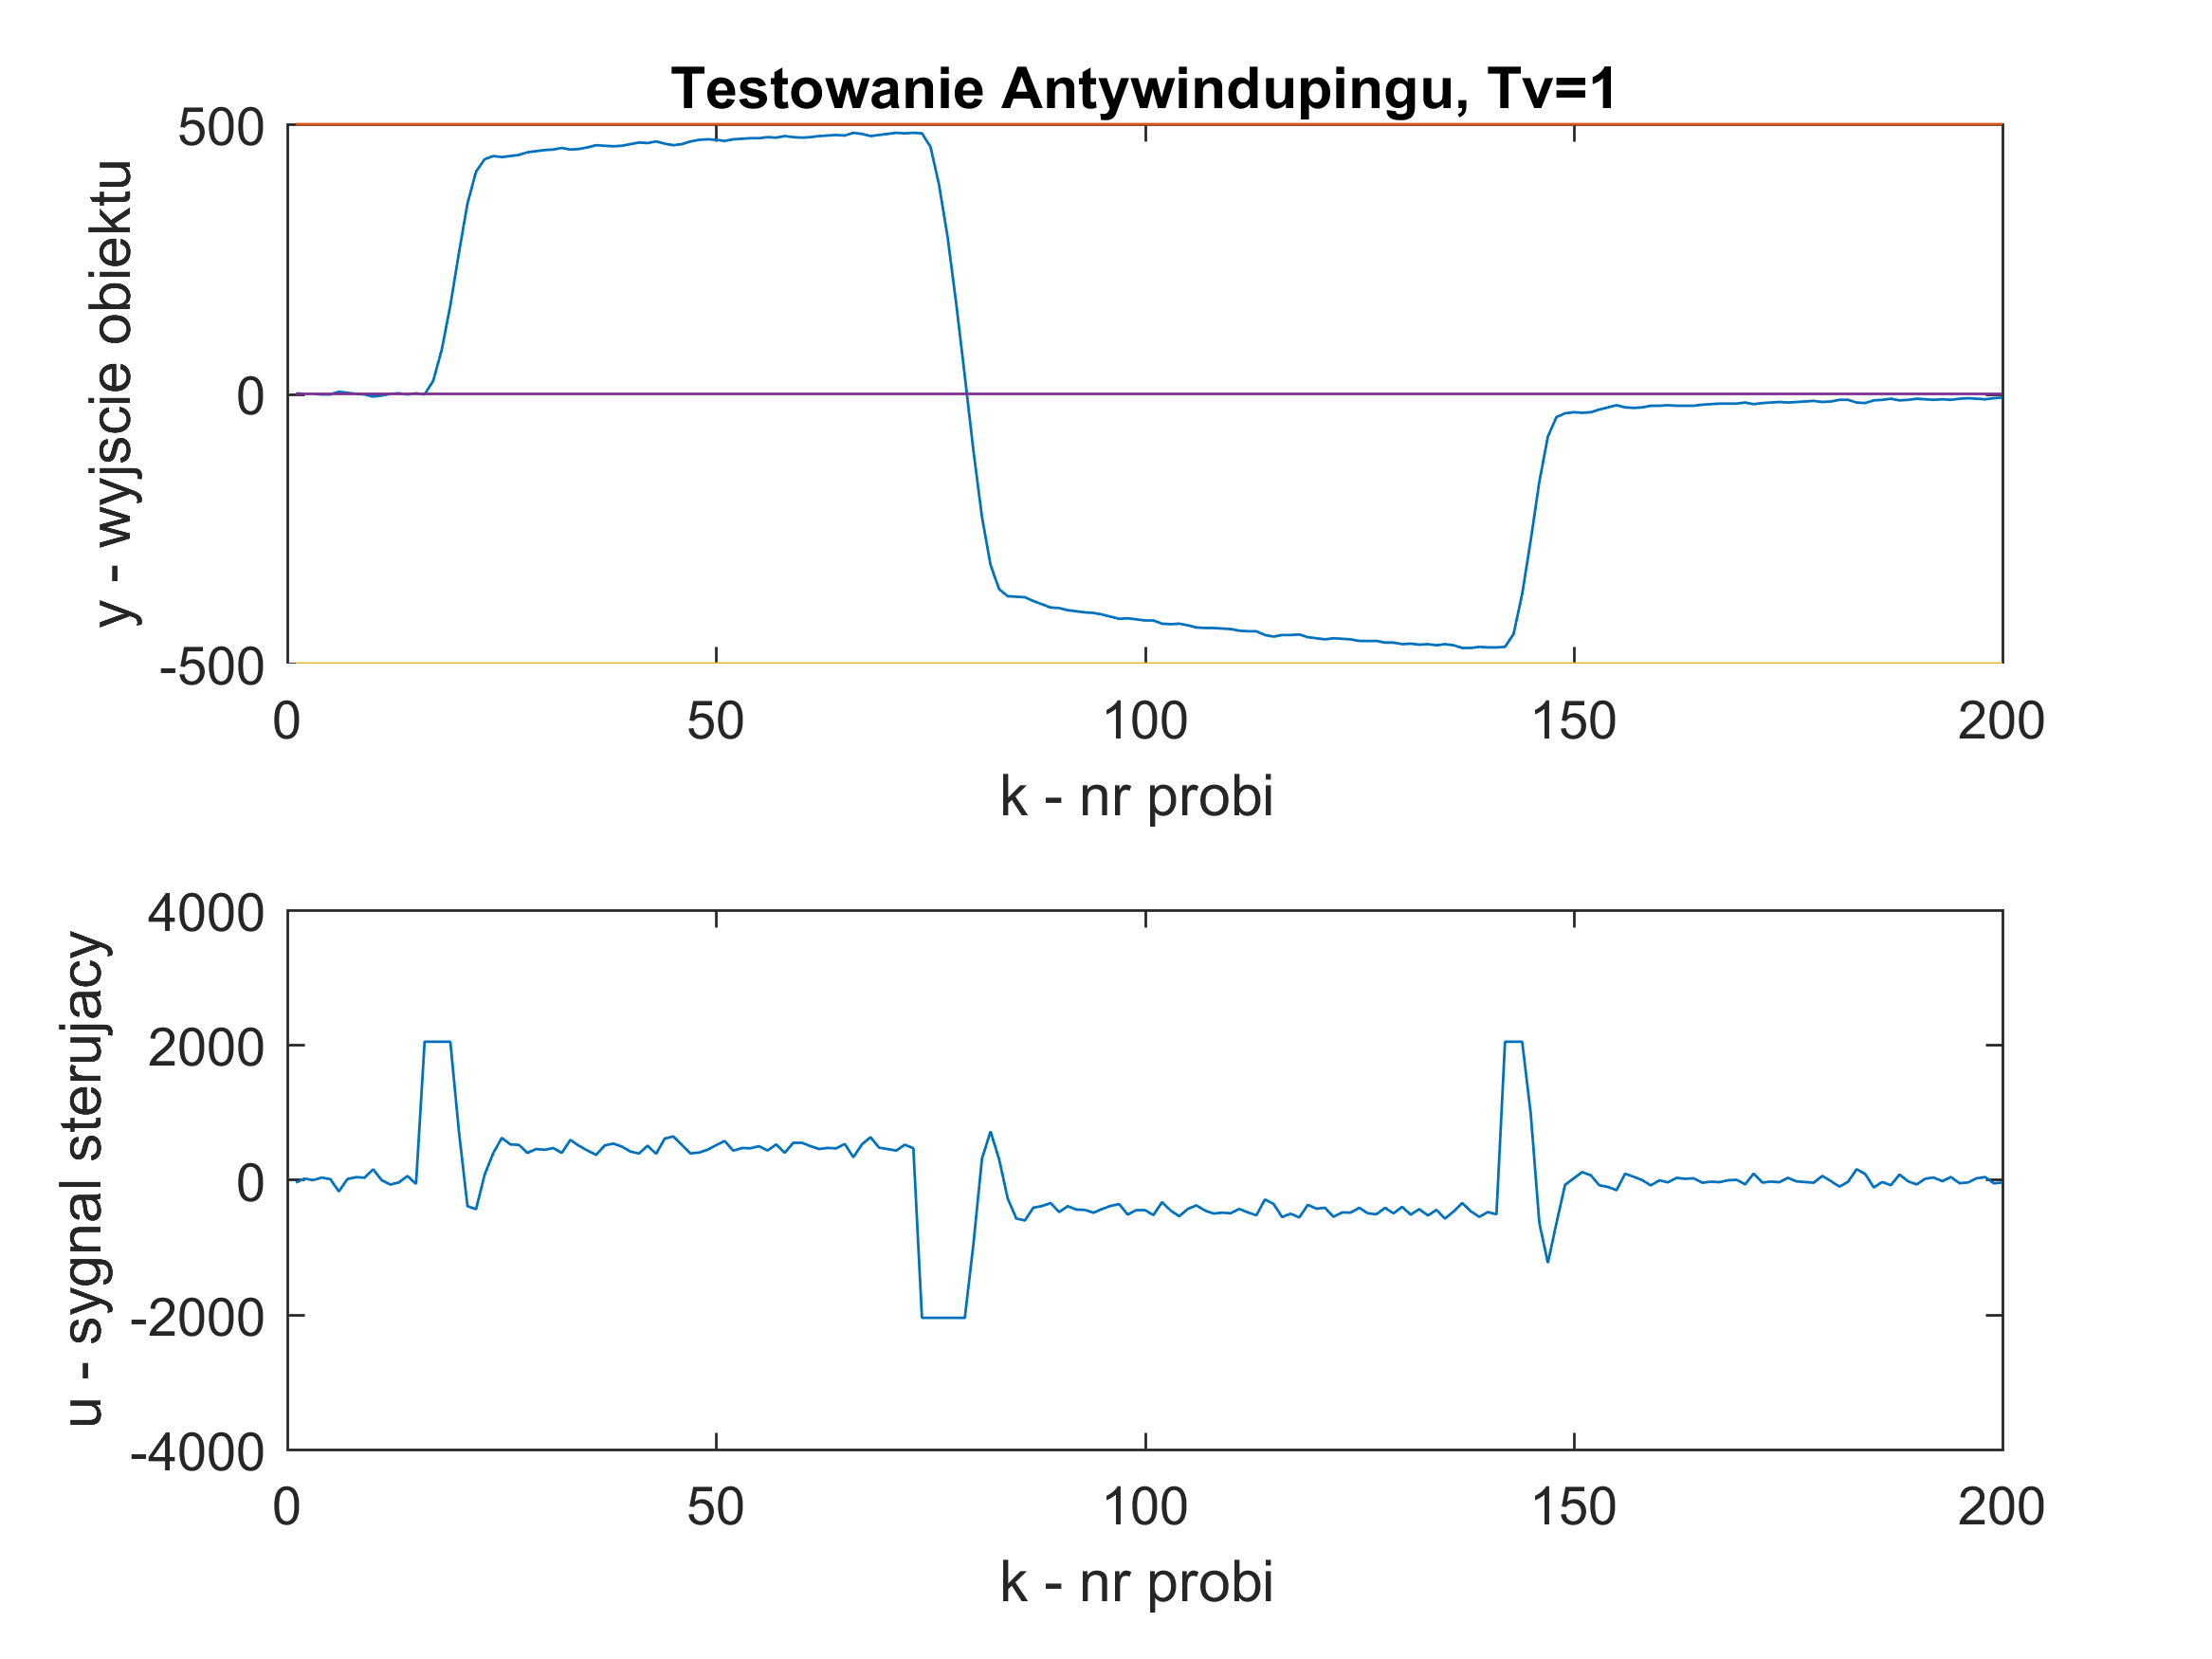 Testowanie Antywindupingu, Tv=1
500
0
-500
y - wyjscie obiektu
0 50 100 150 200
k - nr probi
4000
2000
0
-2000
-4000
u - sygnal sterujacy
0 50 100 150 200
k - nr probi